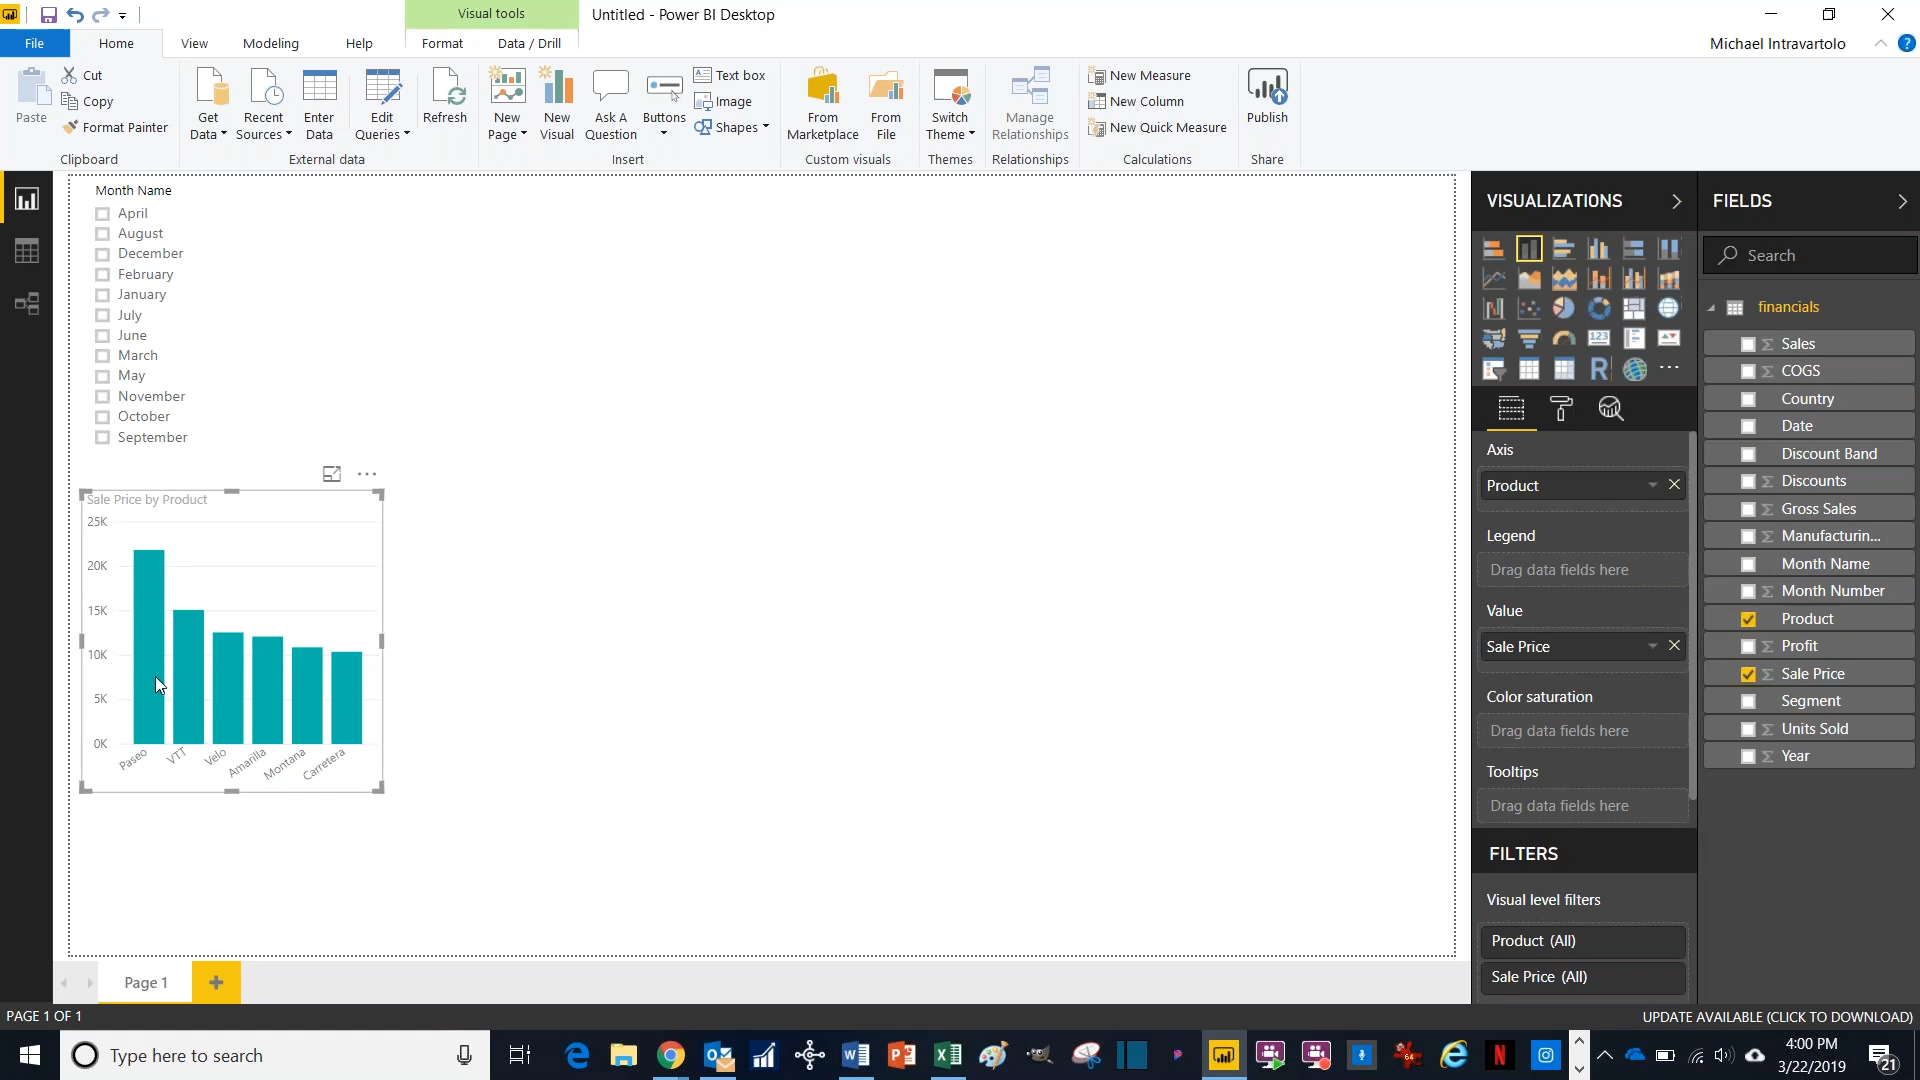 Visual tools
Untitled - Power BI Desktop
File
Home
View
Modeling
Help
Format
Data / Drill
Michael Intravartolo
?
Paste
Cut
Copy
Format Painter
Clipboard
Get Data
Recent Sources
Enter Data
Edit Queries
Refresh
External data
New Page
New Visual
Ask A Question
Buttons
Text box
Image
Shapes
Insert
From Marketplace
From File
Custom visuals
Switch Theme
Themes
Manage Relationships
Relationships
New Measure
New Column
New Quick Measure
Calculations
Publish
Share
Month Name
April
August
December
February
January
July
June
March
May
November
October
September
Sale Price by Product
25K
20K
15K
10K
5K
0K
Paseo
VTT
Velo
Amarilla
Montana
Carretera
VISUALIZATIONS
123
R
Axis
Product
Legend
Drag data fields here
Value
Sale Price
Color saturation
Drag data fields here
Tooltips
Drag data fields here
FILTERS
Visual level filters
Product (All)
Sale Price (All)
FIELDS
Search
financials
Σ Sales
Σ COGS
Country
Date
Discount Band
Σ Discounts
Σ Gross Sales
Σ Manufacturin...
Month Name
Σ Month Number
Product
Σ Profit
Σ Sale Price
Segment
Σ Units Sold
Σ Year
Page 1
PAGE 1 OF 1
UPDATE AVAILABLE (CLICK TO DOWNLOAD)
Type here to search
4:00 PM
3/22/2019
21